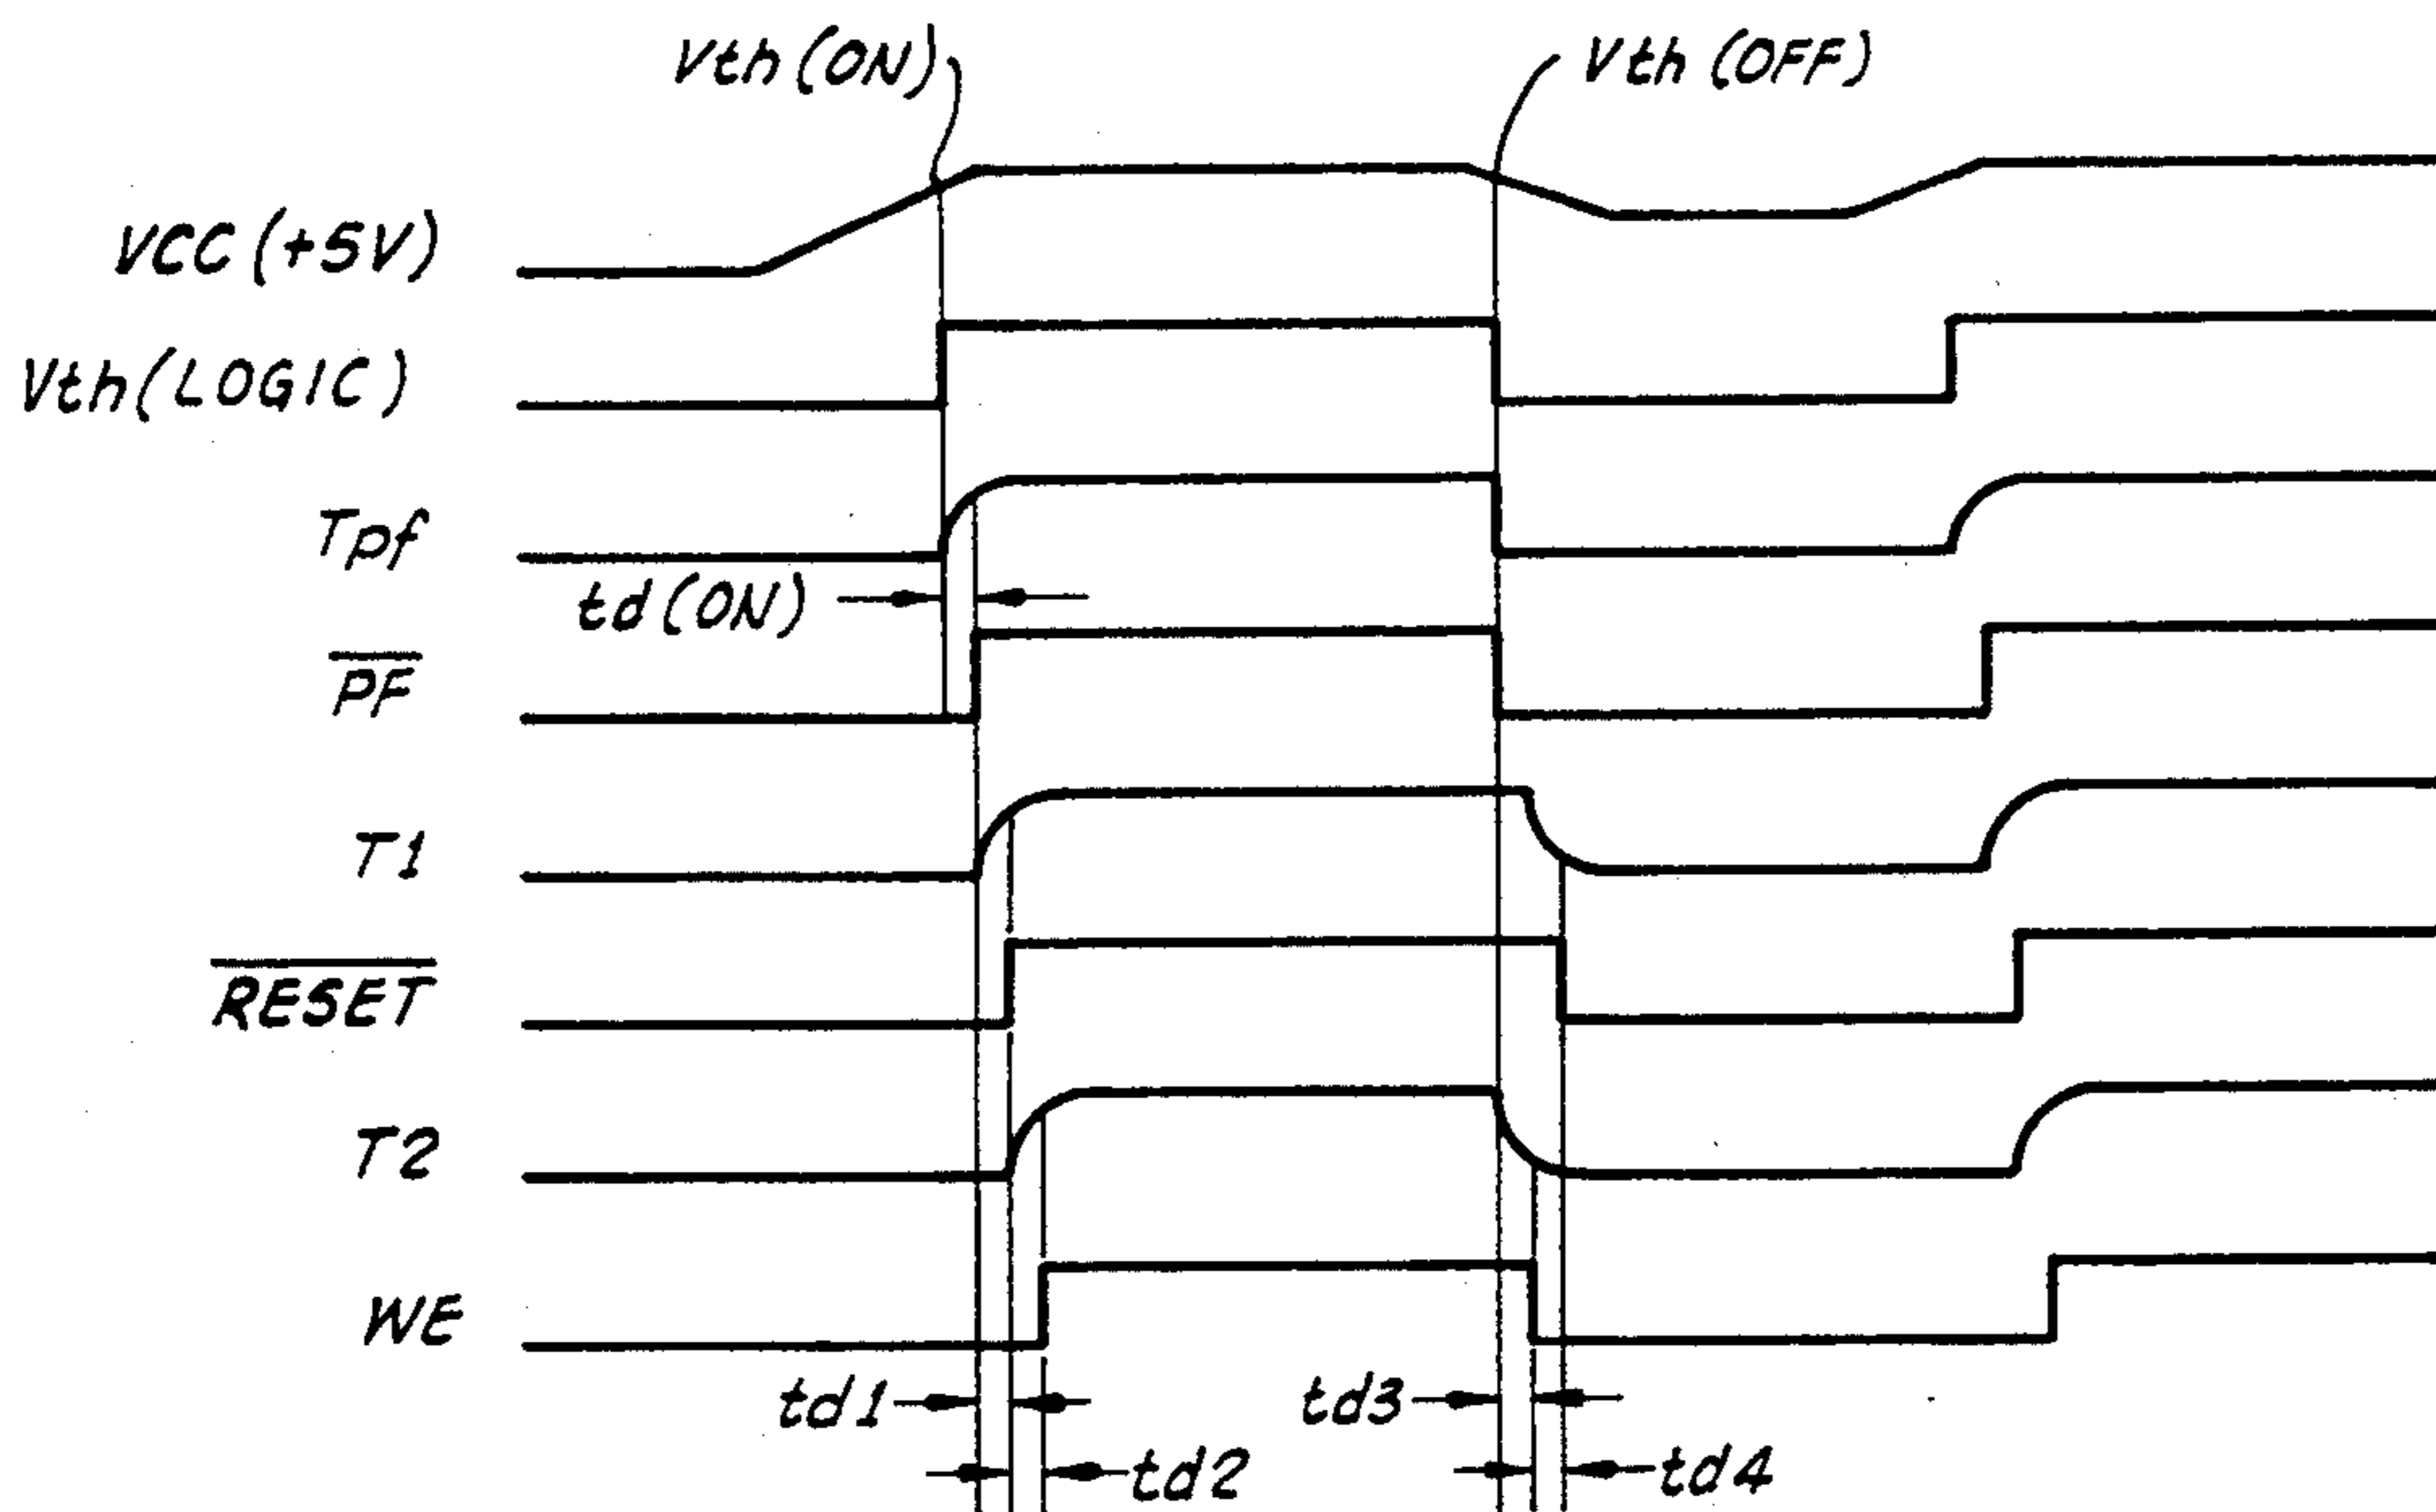 Vth (ON)
Vth (OFF)
VCC (+5V)
Vth (LOGIC)
Tpf
td (ON)
PF
T1
RESET
T2
WE
td1
td3
td2
td4